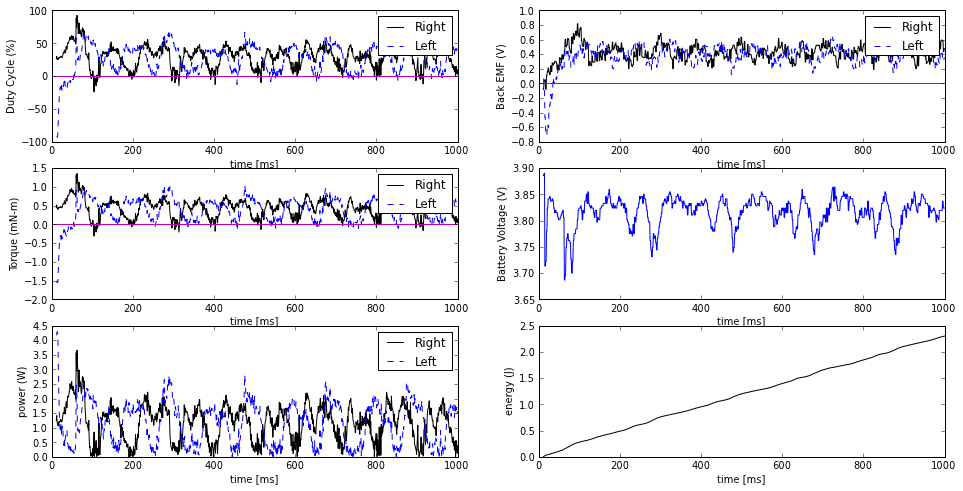 Duty Cycle (%)
100
50
0
−50
−100
0 200 400 600 800 1000
time [ms]
Right
Left
Back EMF (V)
1.0
0.8
0.6
0.4
0.2
0.0
−0.2
−0.4
−0.6
−0.8
0 200 400 600 800 1000
time [ms]
Right
Left
Torque (mN-m)
1.5
1.0
0.5
0.0
−0.5
−1.0
−1.5
−2.0
0 200 400 600 800 1000
time [ms]
Right
Left
Battery Voltage (V)
3.90
3.85
3.80
3.75
3.70
3.65
0 200 400 600 800 1000
time [ms]
power (W)
4.5
4.0
3.5
3.0
2.5
2.0
1.5
1.0
0.5
0.0
0 200 400 600 800 1000
time [ms]
Right
Left
energy (J)
2.5
2.0
1.5
1.0
0.5
0.0
0 200 400 600 800 1000
time [ms]